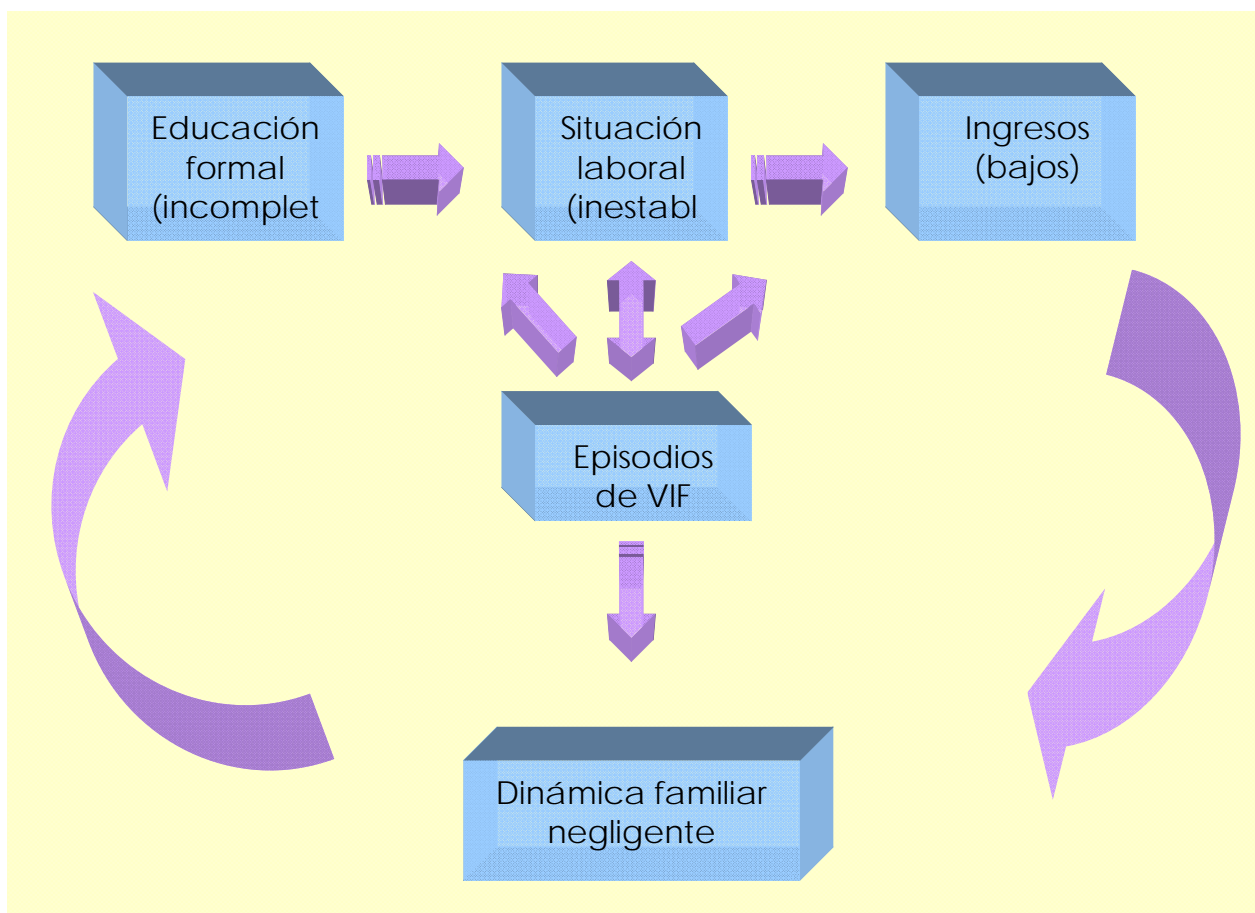 Educación
formal
(incomplet
Situación
laboral
(inestabl
Ingresos
(bajos)
Episodios
de VIF
Dinámica familiar
negligente